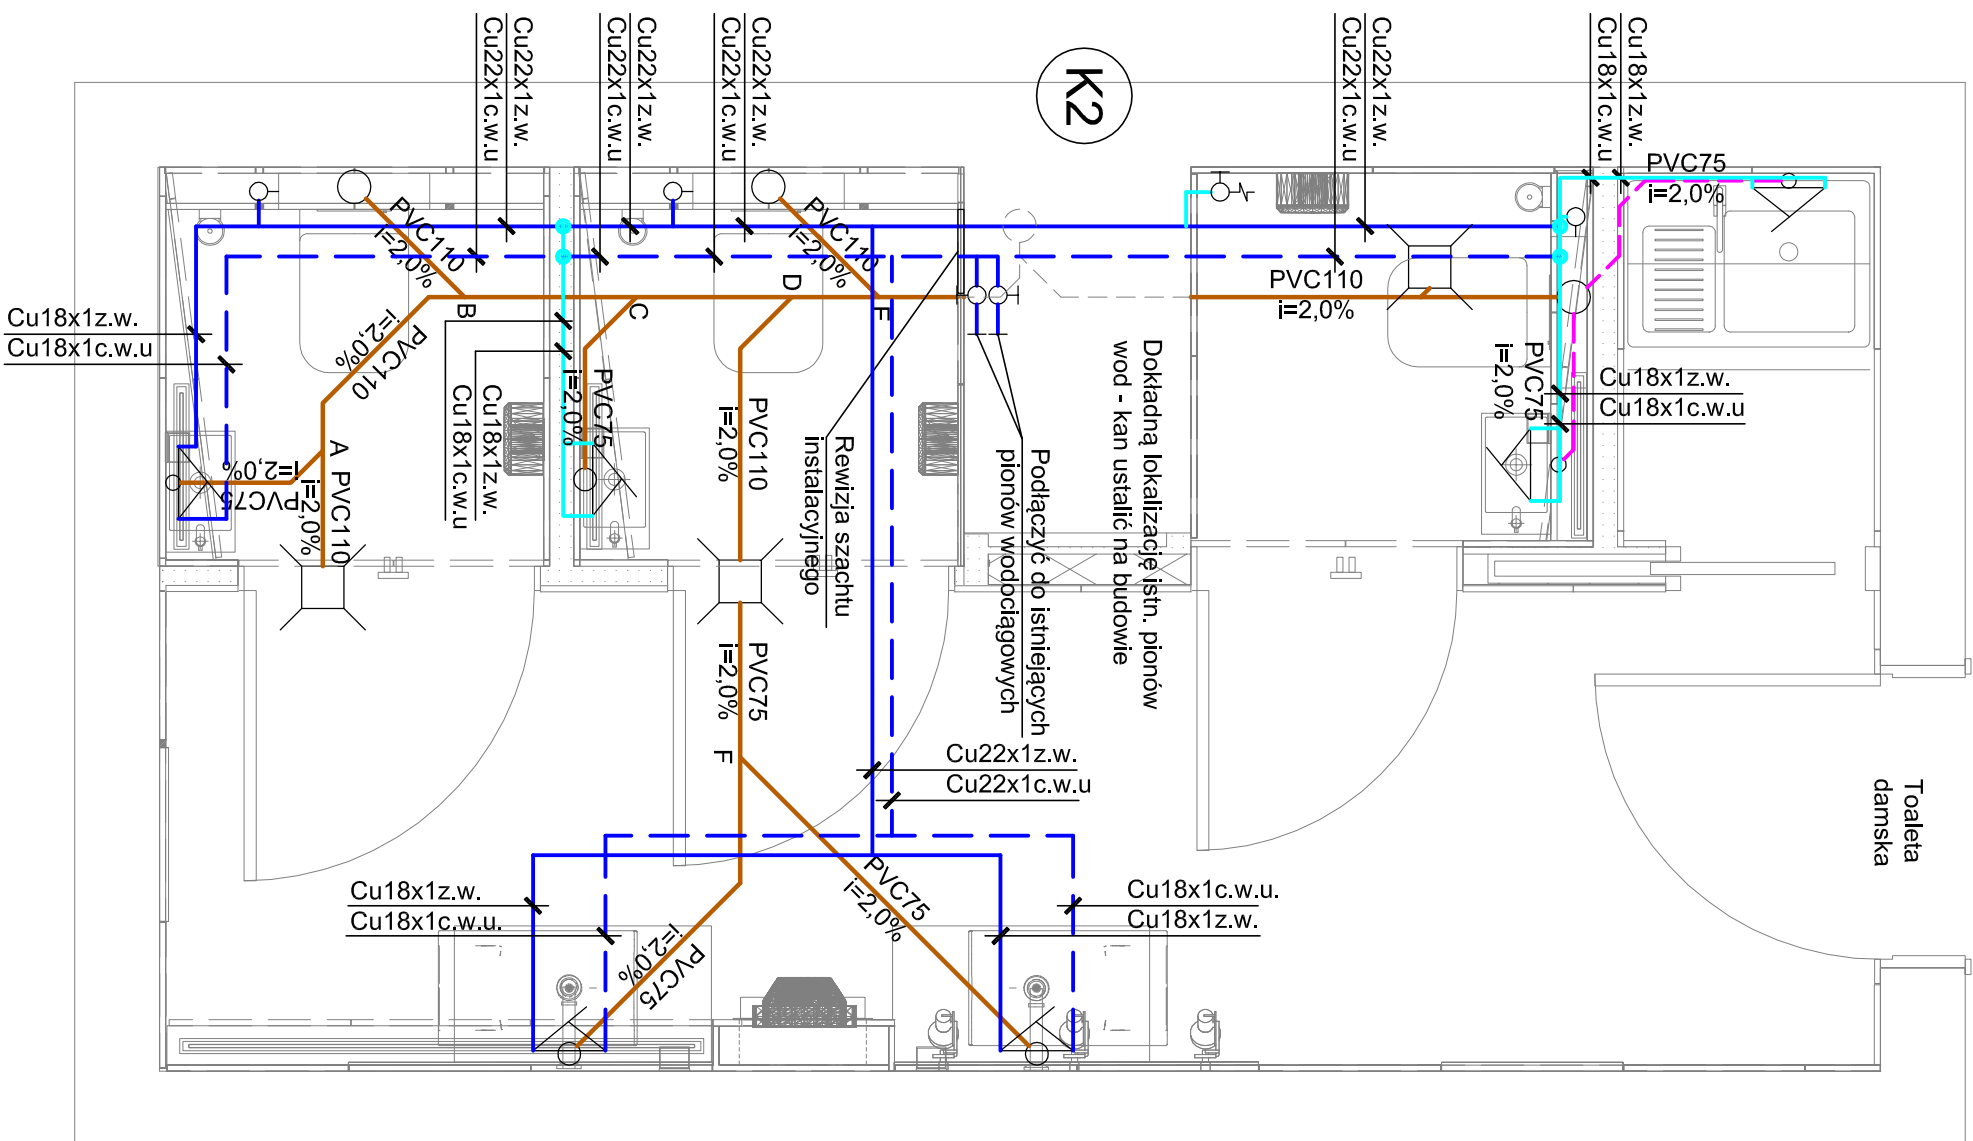 Cu22x1z.w.
Cu22x1c.w.u
Cu22x1z.w.
Cu22x1c.w.u
Cu22x1z.w.
Cu22x1c.w.u
K2
Cu22x1z.w.
Cu22x1c.w.u
Cu18x1z.w.
Cu18x1c.w.u
PVC75
i=2,0%
PVC110
i=2,0%
PVC110
i=2,0%
PVC110
i=2,0%
B
C
D
F
Cu18x1z.w.
Cu18x1c.w.u
PVC110
i=2,0%
Cu18x1z.w.
Cu18x1c.w.u
PVC75
i=2,0%
PVC110
i=2,0%
Rewizja szachtu
instalacyjnego
Podłączyć do istniejących
pionów wodociągowych
Dokładną lokalizację istn. pionów
wod - kan ustalić na budowie
PVC75
i=2,0%
Cu18x1z.w.
Cu18x1c.w.u
A
PVC110
i=2,0%
PVC75
i=2,0%
PVC75
i=2,0%
F
Cu22x1z.w.
Cu22x1c.w.u
Toaleta
damska
Cu18x1z.w.
Cu18x1c.w.u.
PVC75
i=2,0%
PVC75
i=2,0%
Cu18x1c.w.u.
Cu18x1z.w.